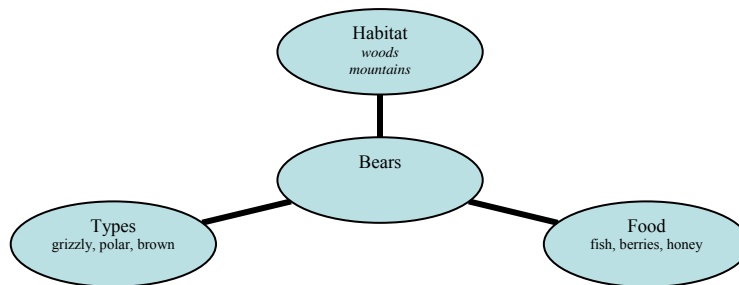 Habitat
woods
mountains
Bears
Types
grizzly, polar, brown
Food
fish, berries, honey